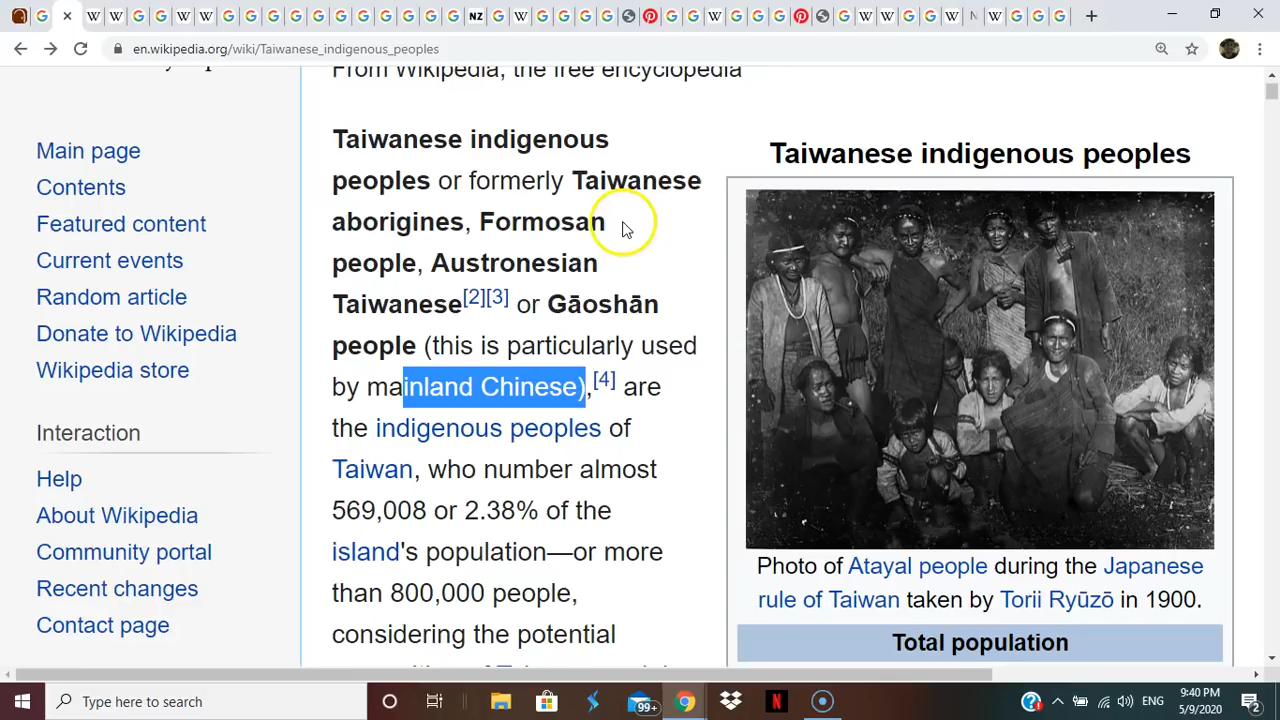 en.wikipedia.org/wiki/Taiwanese_indigenous_peoples
From Wikipedia, the free encyclopedia
Main page
Contents
Featured content
Current events
Random article
Donate to Wikipedia
Wikipedia store
Interaction
Help
About Wikipedia
Community portal
Recent changes
Contact page
Taiwanese indigenous
peoples or formerly Taiwanese
aborigines, Formosan
people, Austronesian
Taiwanese[2][3] or Gāoshān
people (this is particularly used
by mainland Chinese),[4] are
the indigenous peoples of
Taiwan, who number almost
569,008 or 2.38% of the
island's population—or more
than 800,000 people,
considering the potential
Taiwanese indigenous peoples
Photo of Atayal people during the Japanese
rule of Taiwan taken by Torii Ryūzō in 1900.
Total population
Type here to search
99+
ENG
9:40 PM
5/9/2020
2